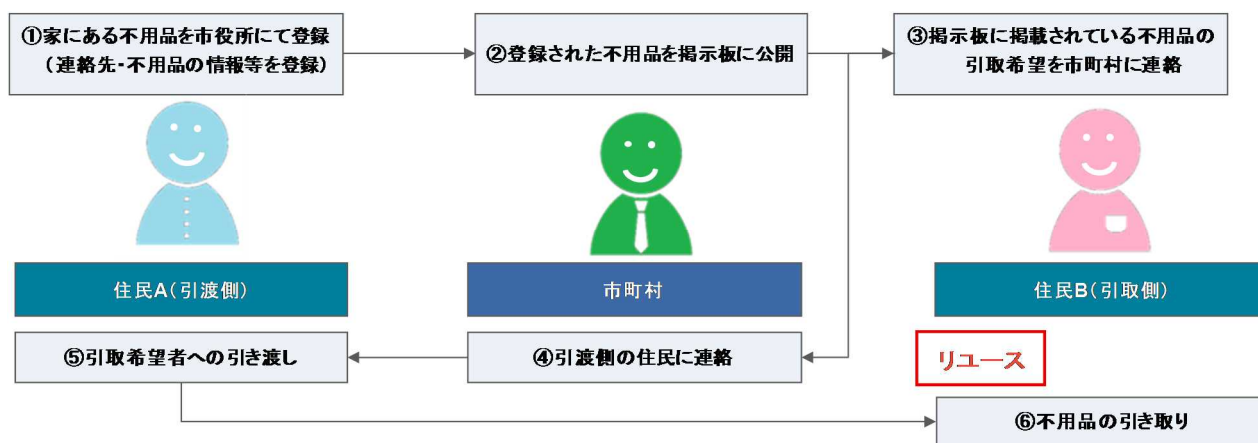 ①家にある不用品を市役所にて登録
(連絡先・不用品の情報等を登録)
②登録された不用品を掲示板に公開
③掲示板に掲載されている不用品の
引取希望を市町村に連絡
住民A(引渡側)
市町村
住民B(引取側)
⑤引取希望者への引き渡し
④引渡側の住民に連絡
リユース
⑥不用品の引き取り